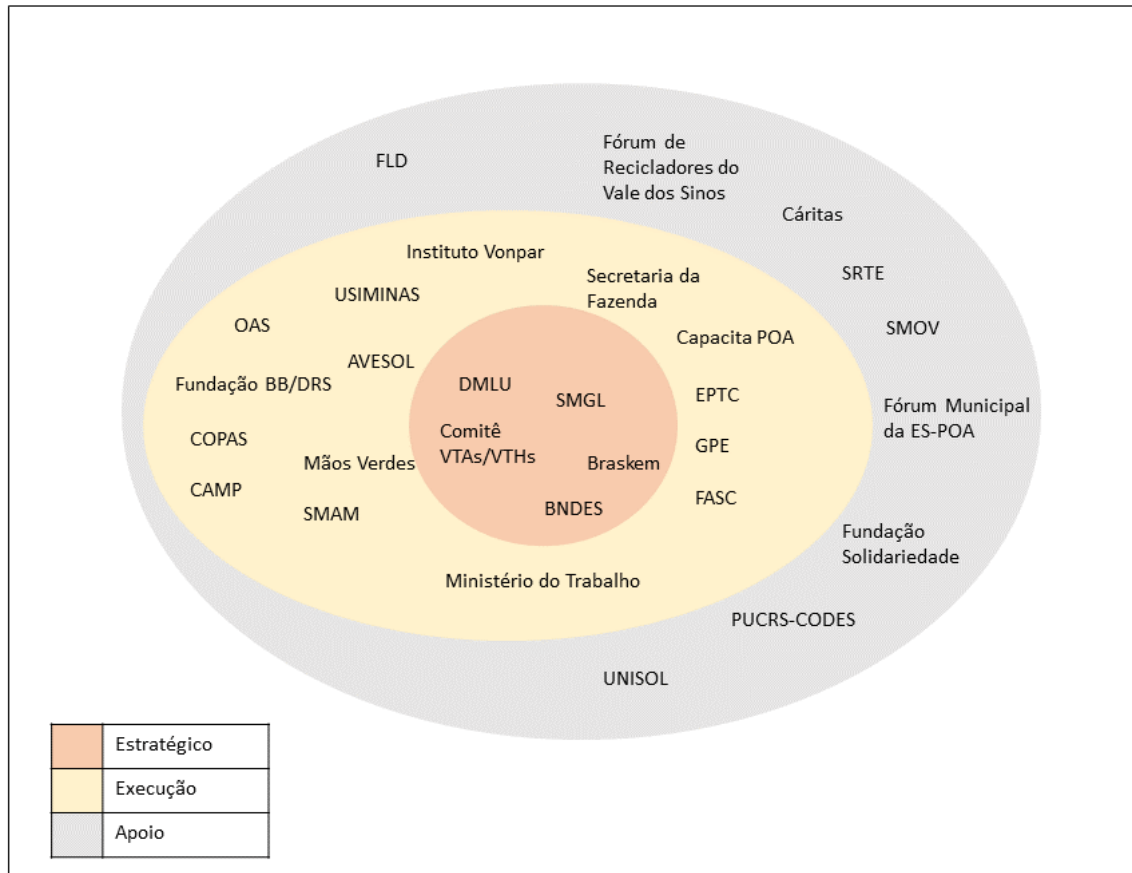 FLD
Fórum de
Recicladores do
Vale dos Sinos
Cáritas
Instituto Vonpar
Secretaria da
Fazenda
SRTE
USIMINAS
OAS
SMOV
Capacita POA
AVESOL
Fundação BB/DRS
DMLU
SMGL
EPTC
Fórum Municipal
da ES-POA
COPAS
Comitê
VTAs/VTHs
GPE
Mãos Verdes
Braskem
CAMP
FASC
SMAM
BNDES
Fundação
Solidariedade
Ministério do Trabalho
PUCRS-CODES
UNISOL
Estratégico
Execução
Apoio